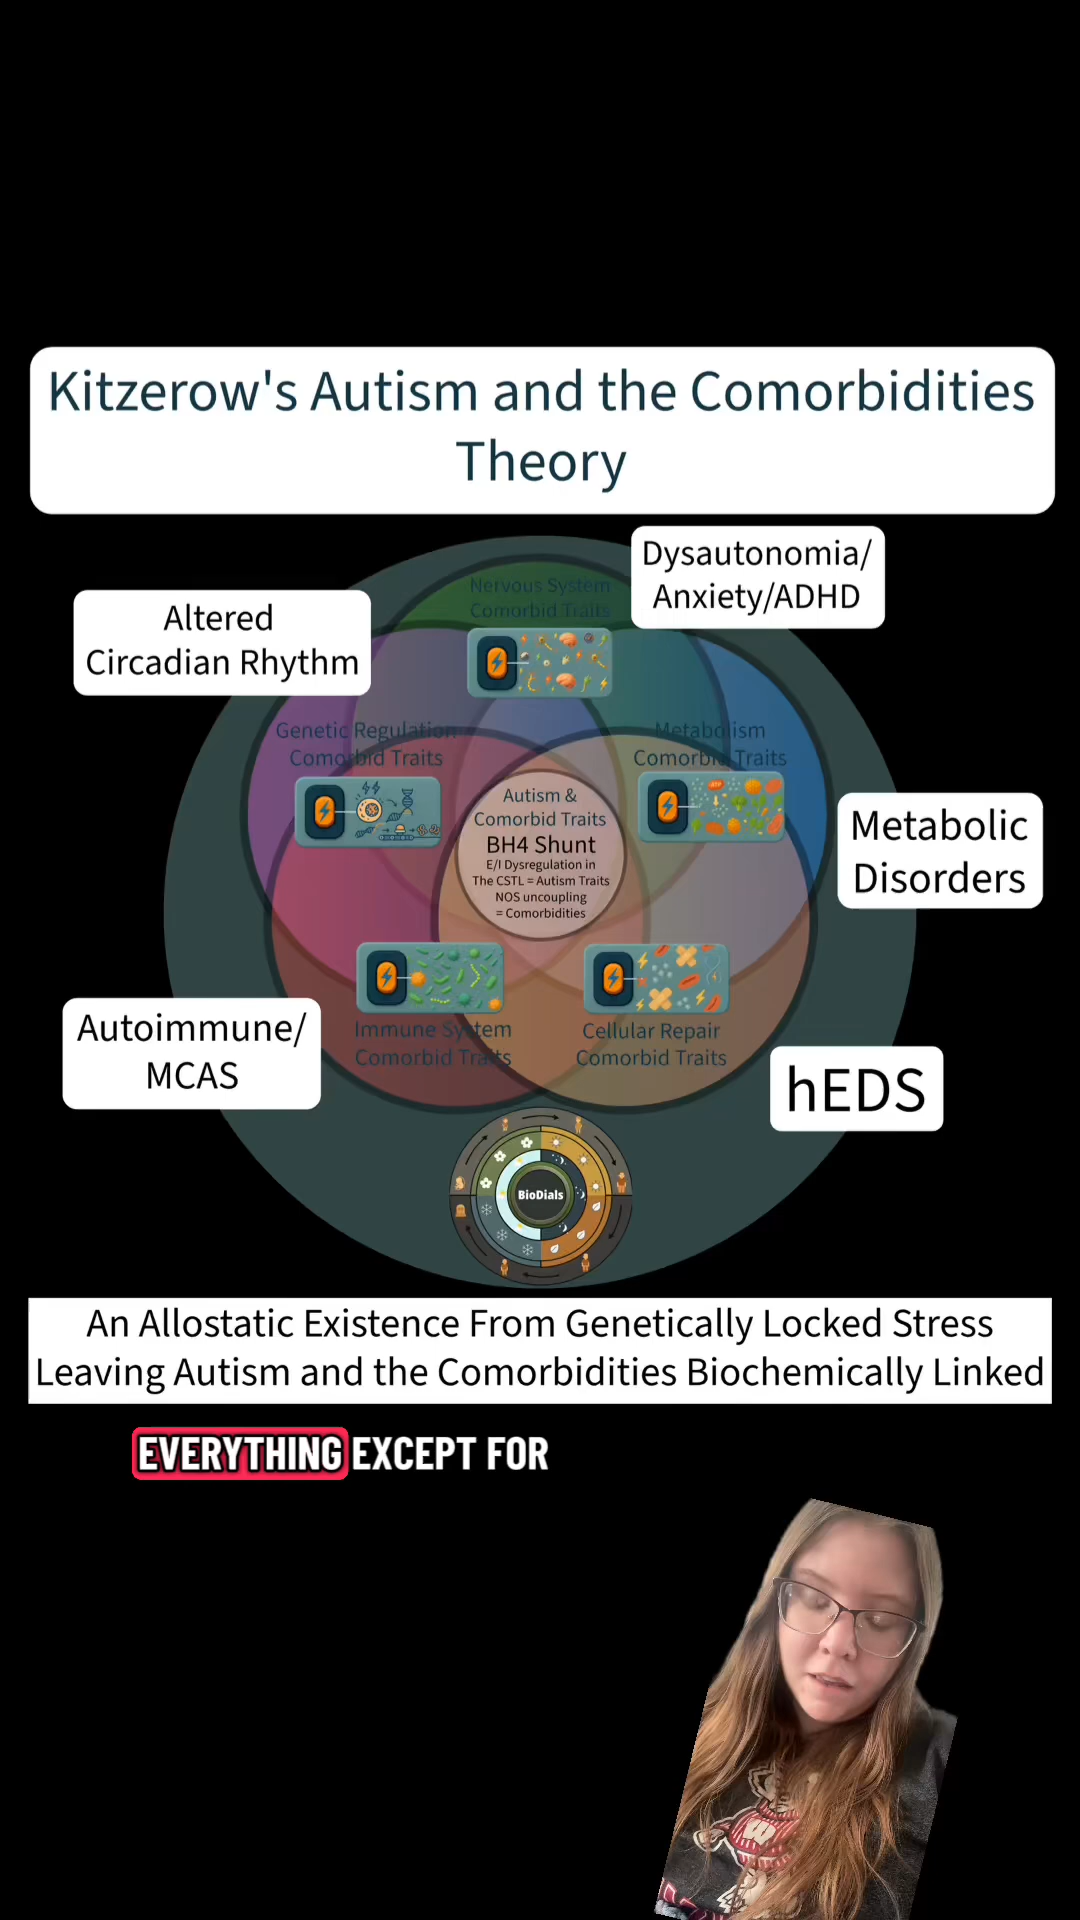 Kitzerow's Autism and the Comorbidities
Theory
Dysautonomia/
Anxiety/ADHD
Nervous System
Comorbid Traits
Altered
Circadian Rhythm
Genetic Regulation
Comorbid Traits
Metabolism
Comorbid Traits
ATP
Autism &
Comorbid Traits
BH4 Shunt
E/I Dysregulation in
The CSTL = Autism Traits
NOS uncoupling
= Comorbidities
Metabolic
Disorders
Autoimmune/
MCAS
Immune System
Comorbid Traits
Cellular Repair
Comorbid Traits
hEDS
BioDials
An Allostatic Existence From Genetically Locked Stress
Leaving Autism and the Comorbidities Biochemically Linked
EVERYTHING EXCEPT FOR
W